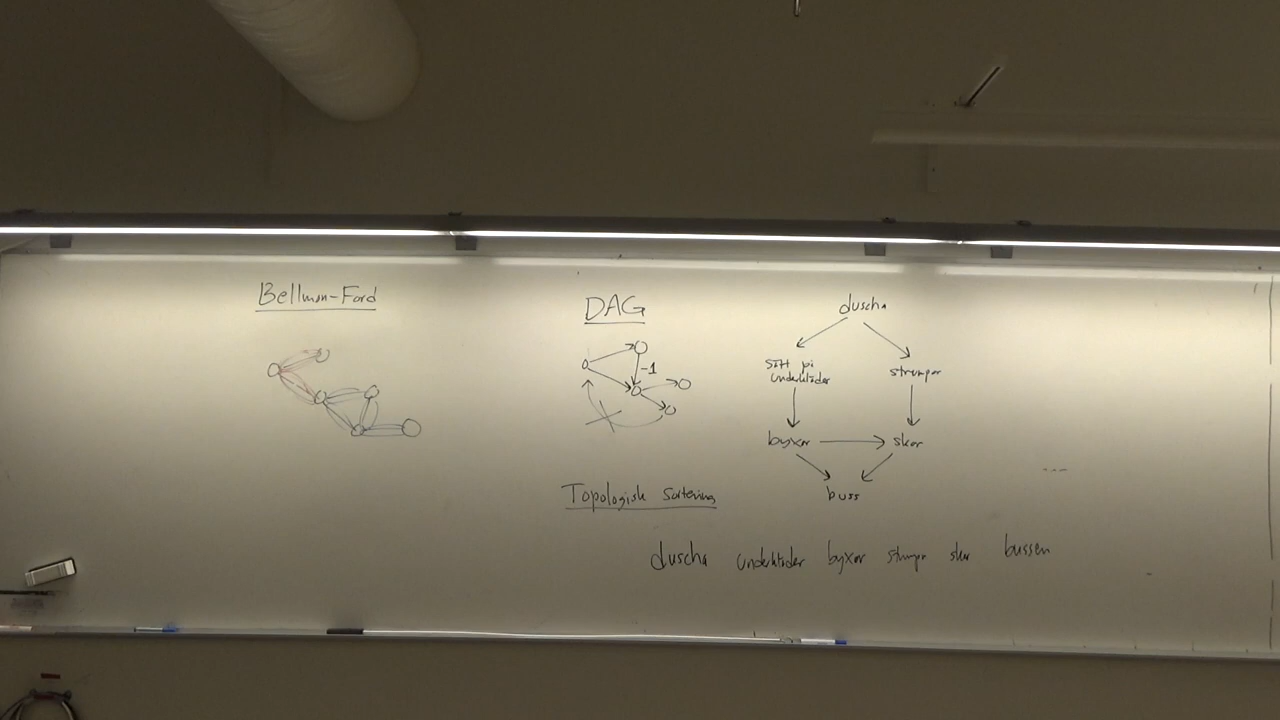 Bellman-Ford
DAG
-1
duscha
sätt på
underkläder
strumpor
byxor
skor
buss
Topologisk sortering
duscha underkläder byxor strumpor skor bussen